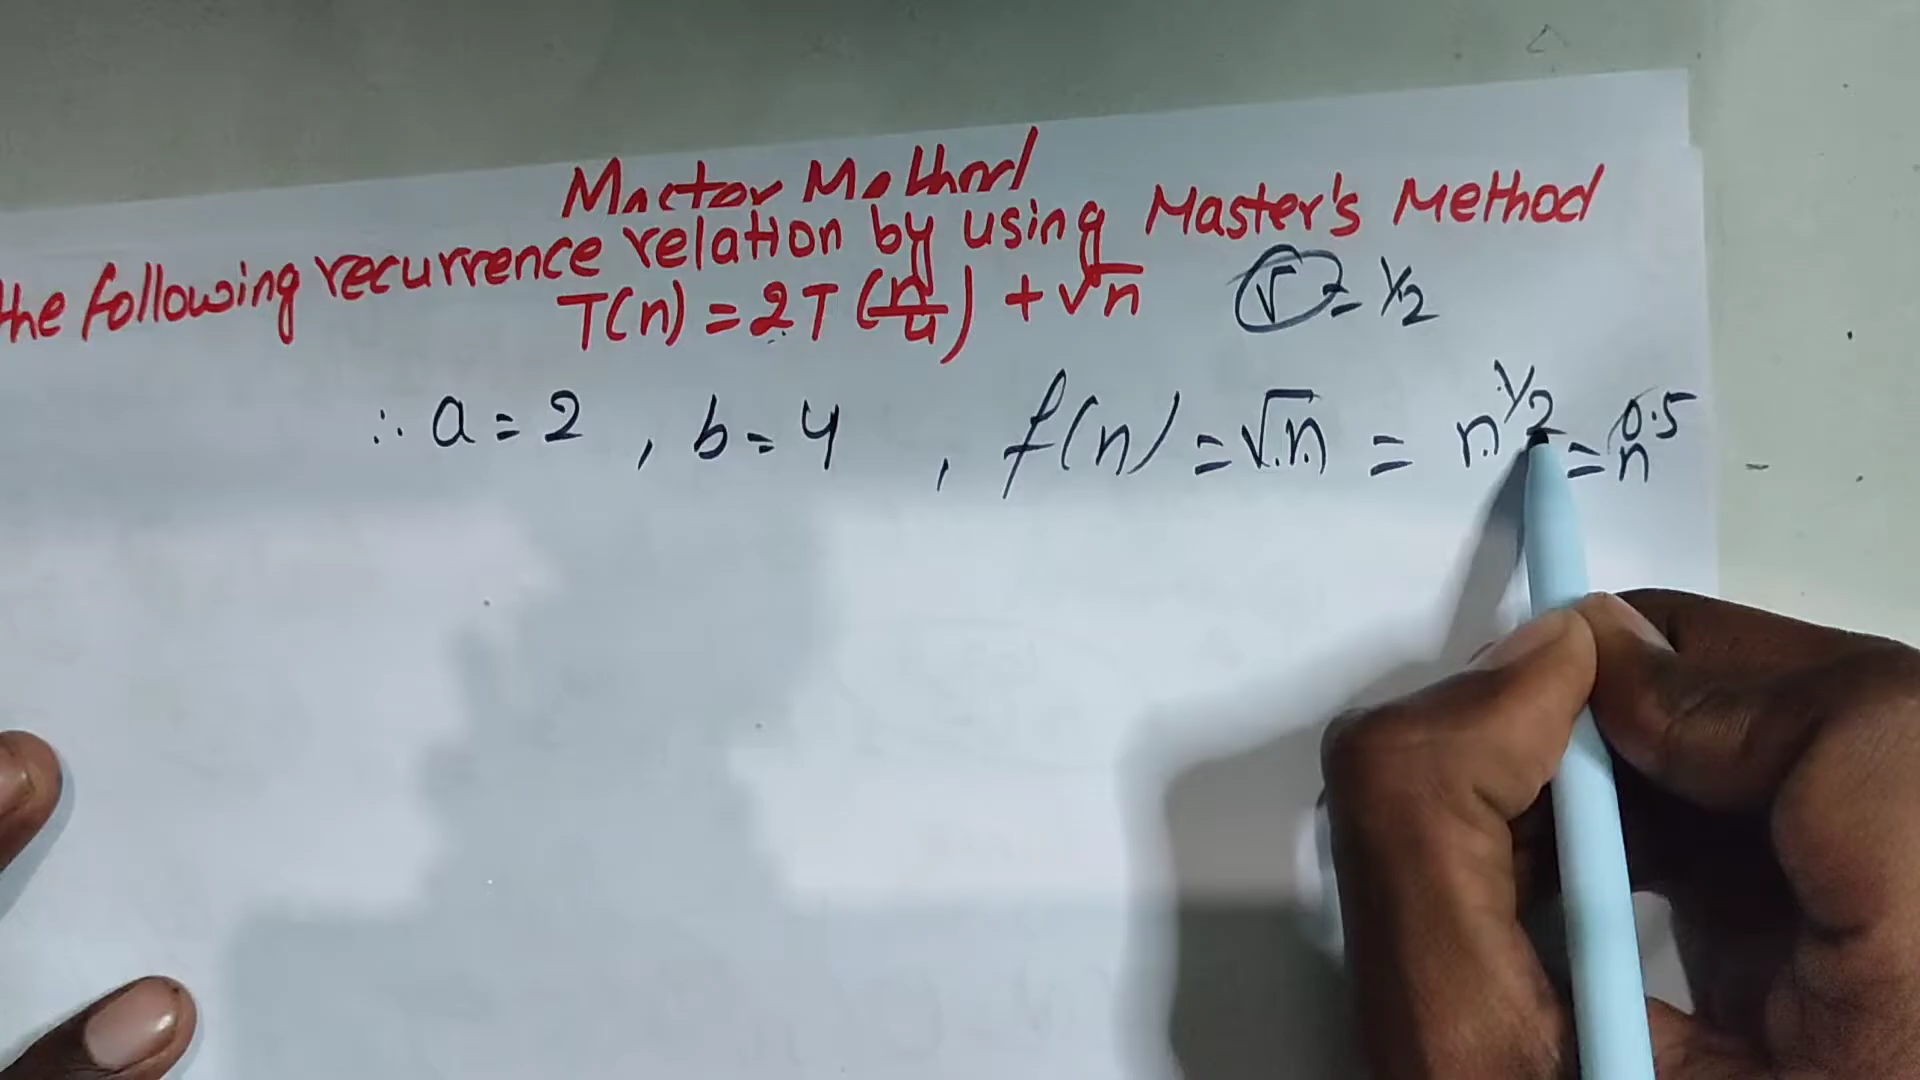 Master Method
the following recurrence relation by using Master's Method
T(n) = 2T(n/4) + √n √ = 1/2
∴ a = 2 , b = 4 , f(n) = √n = n^1/2 = n^0.5